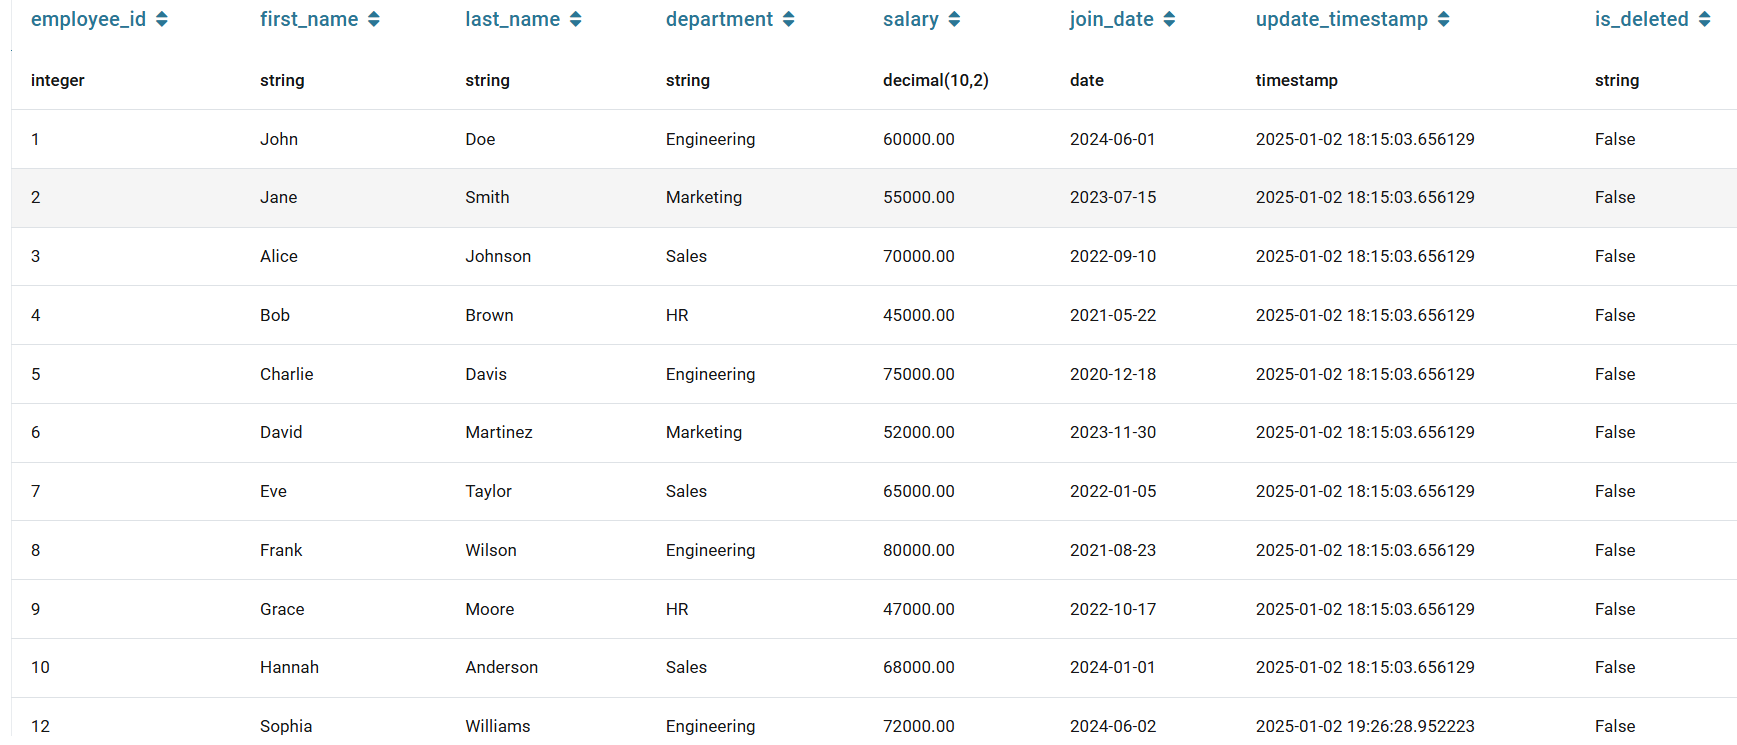 employee_id first_name last_name department salary join_date update_timestamp is_deleted
integer string string string decimal(10,2) date timestamp string
1 John Doe Engineering 60000.00 2024-06-01 2025-01-02 18:15:03.656129 False
2 Jane Smith Marketing 55000.00 2023-07-15 2025-01-02 18:15:03.656129 False
3 Alice Johnson Sales 70000.00 2022-09-10 2025-01-02 18:15:03.656129 False
4 Bob Brown HR 45000.00 2021-05-22 2025-01-02 18:15:03.656129 False
5 Charlie Davis Engineering 75000.00 2020-12-18 2025-01-02 18:15:03.656129 False
6 David Martinez Marketing 52000.00 2023-11-30 2025-01-02 18:15:03.656129 False
7 Eve Taylor Sales 65000.00 2022-01-05 2025-01-02 18:15:03.656129 False
8 Frank Wilson Engineering 80000.00 2021-08-23 2025-01-02 18:15:03.656129 False
9 Grace Moore HR 47000.00 2022-10-17 2025-01-02 18:15:03.656129 False
10 Hannah Anderson Sales 68000.00 2024-01-01 2025-01-02 18:15:03.656129 False
12 Sophia Williams Engineering 72000.00 2024-06-02 2025-01-02 19:26:28.952223 False